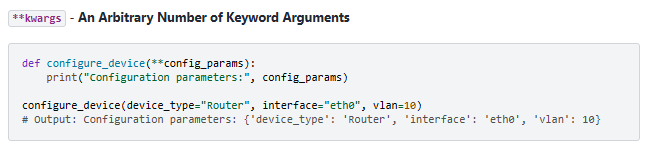 **kwargs - An Arbitrary Number of Keyword Arguments
def configure_device(**config_params):
    print("Configuration parameters:", config_params)
configure_device(device_type="Router", interface="eth0", vlan=10)
# Output: Configuration parameters: {'device_type': 'Router', 'interface': 'eth0', 'vlan': 10}